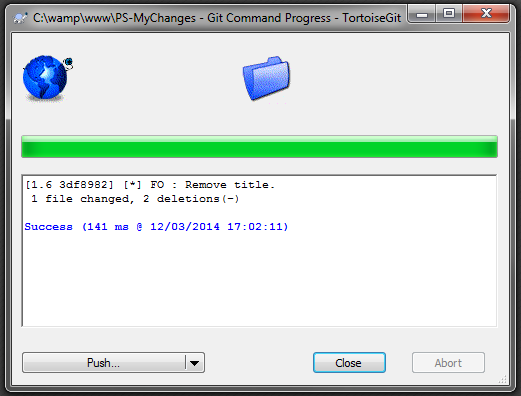 C:\wamp\www\PS-MyChanges - Git Command Progress - TortoiseGit
[1.6 3df8982] [*] FO : Remove title.
1 file changed, 2 deletions(-)
Success (141 ms @ 12/03/2014 17:02:11)
Push...
Close
Abort